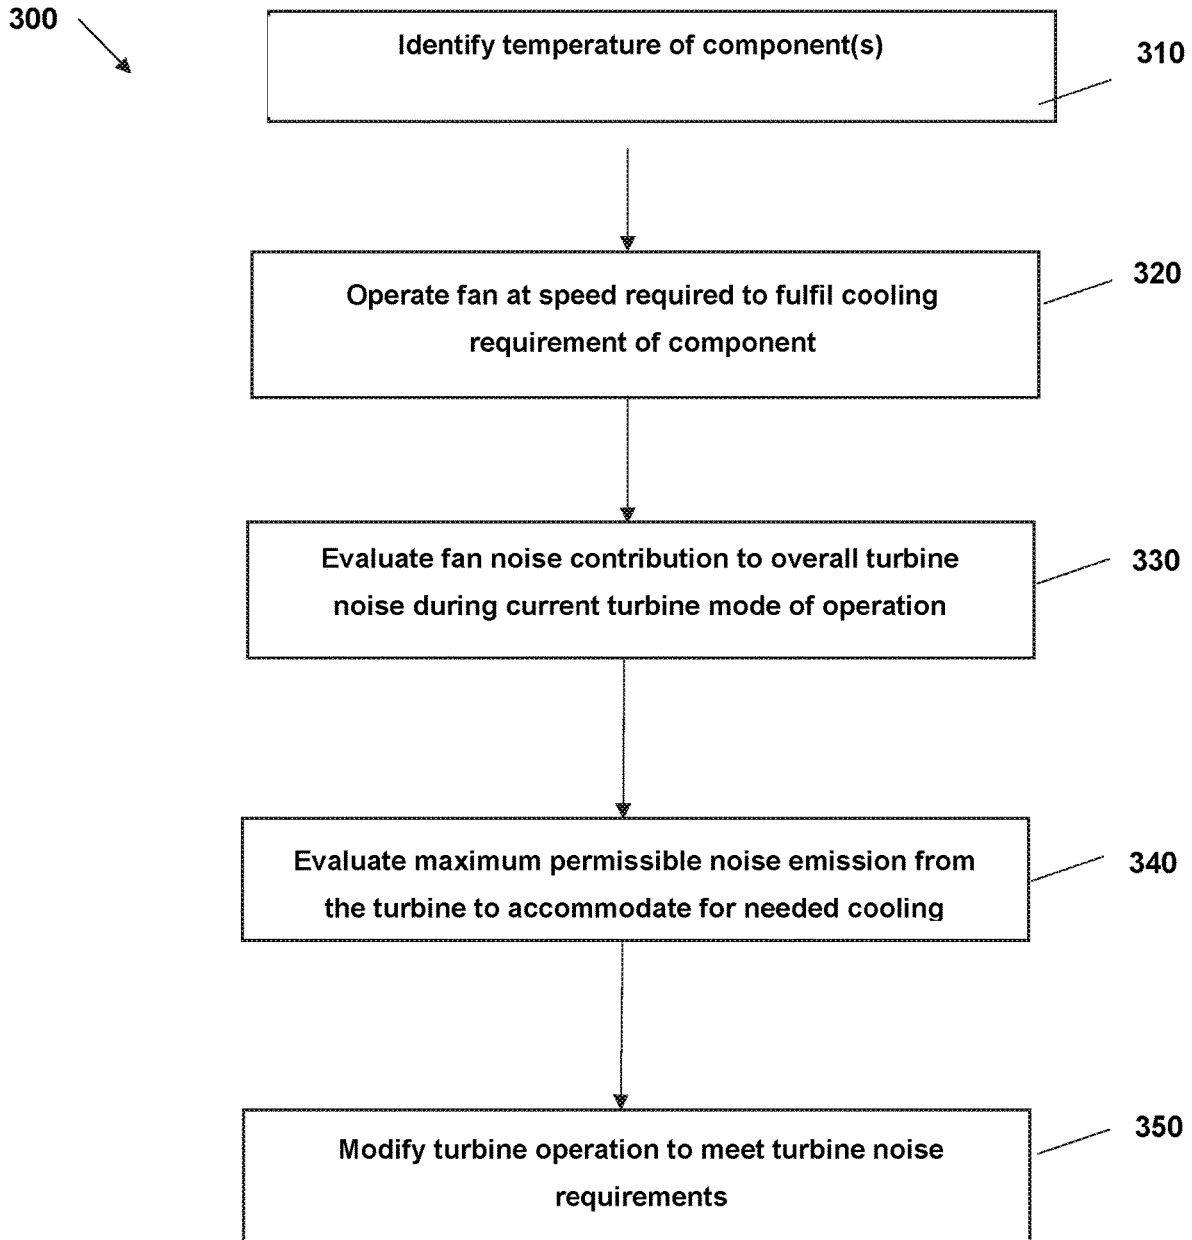 300
Identify temperature of component(s)
310
Operate fan at speed required to fulfil cooling
requirement of component
320
Evaluate fan noise contribution to overall turbine
noise during current turbine mode of operation
330
Evaluate maximum permissible noise emission from
the turbine to accommodate for needed cooling
340
Modify turbine operation to meet turbine noise
requirements
350